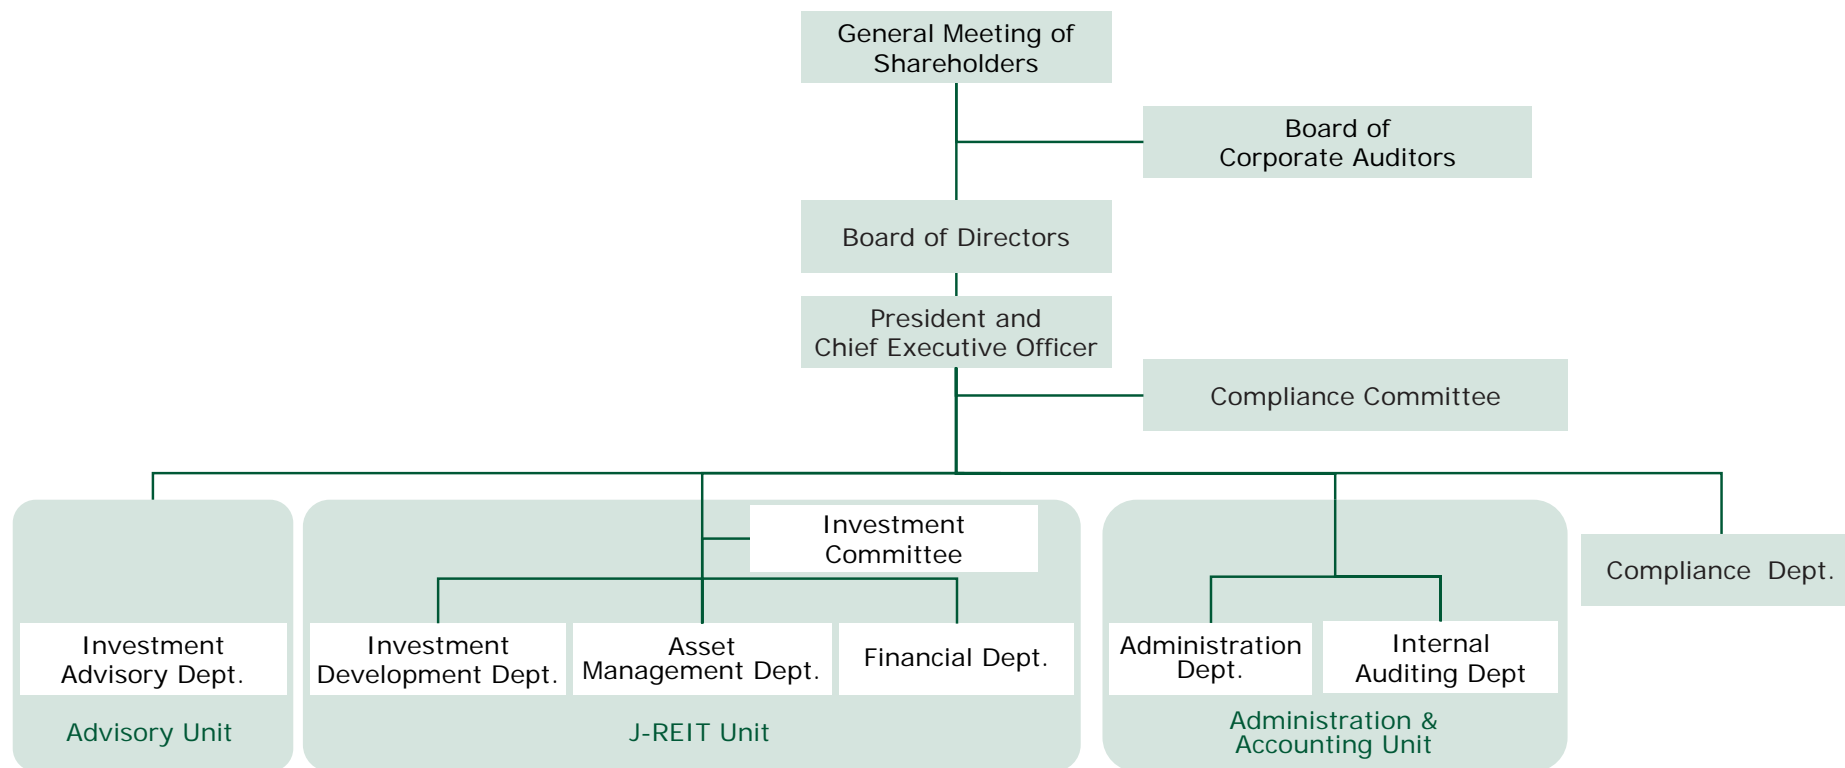 General Meeting of
Shareholders
Board of
Corporate Auditors
Board of Directors
President and
Chief Executive Officer
Compliance Committee
Investment
Committee
Compliance Dept.
Investment
Advisory Dept.
Investment
Development Dept.
Asset
Management Dept.
Financial Dept.
Administration
Dept.
Internal
Auditing Dept
Advisory Unit
J-REIT Unit
Administration &
Accounting Unit